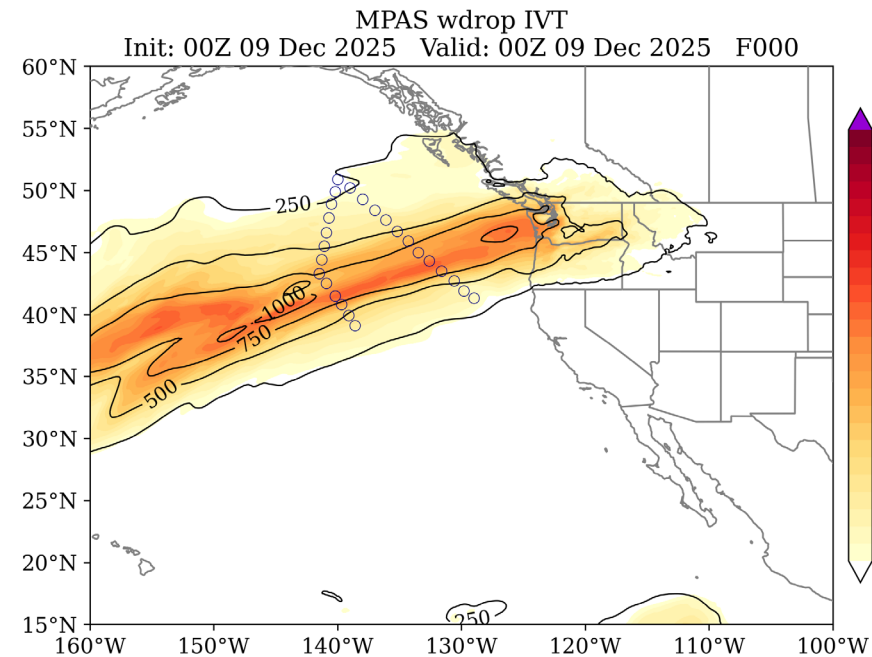 MPAS wdrop IVT
Init: 00Z 09 Dec 2025 Valid: 00Z 09 Dec 2025 F000
60°N
55°N
50°N
250
45°N
1000
40°N
750
35°N
500
30°N
25°N
20°N
15°N
250
160°W 150°W 140°W 130°W 120°W 110°W 100°W